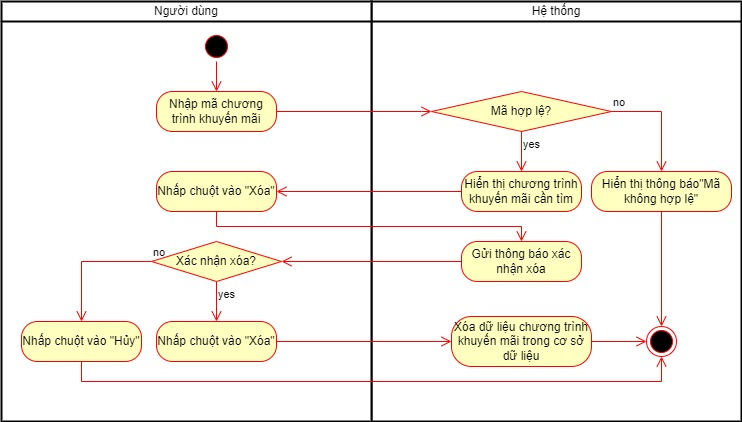 Người dùng
Hệ thống
Nhập mã chương
trình khuyến mãi
Mã hợp lệ?
no
yes
Nhấp chuột vào "Xóa"
Hiển thị chương trình
khuyến mãi cần tìm
Hiển thị thông báo"Mã
không hợp lệ"
Gửi thông báo xác
nhận xóa
Xác nhận xóa?
no
yes
Nhấp chuột vào "Hủy"
Nhấp chuột vào "Xóa"
Xóa dữ liệu chương trình
khuyến mãi trong cơ sở
dữ liệu